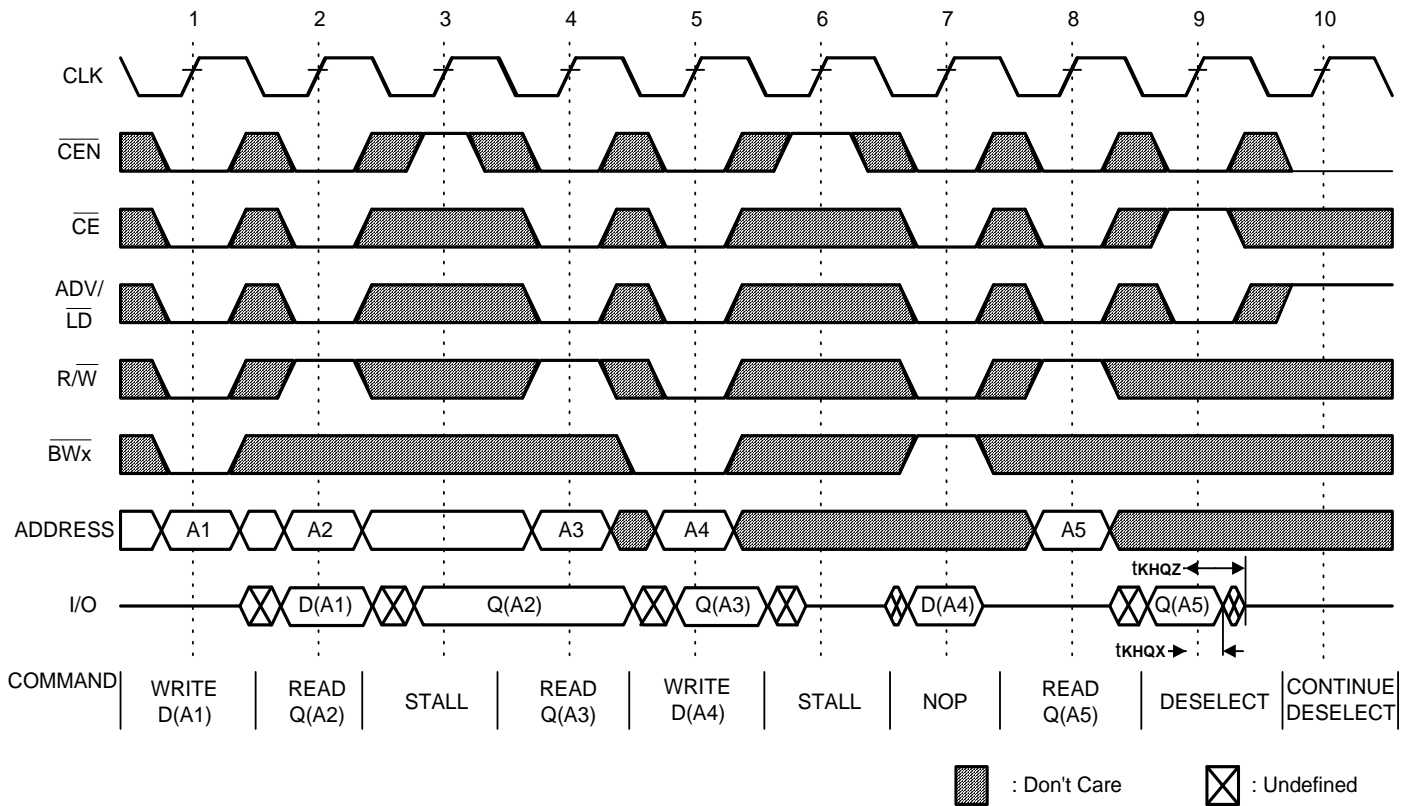 1 2 3 4 5 6 7 8 9 10
CLK
CEN
CE
ADV/
LD
R/W
BWx
ADDRESS A1 A2 A3 A4 A5
tKHQZ
I/O D(A1) Q(A2) Q(A3) D(A4) Q(A5)
tKHQX
COMMAND WRITE D(A1) READ Q(A2) STALL READ Q(A3) WRITE D(A4) STALL NOP READ Q(A5) DESELECT CONTINUE DESELECT
: Don't Care : Undefined